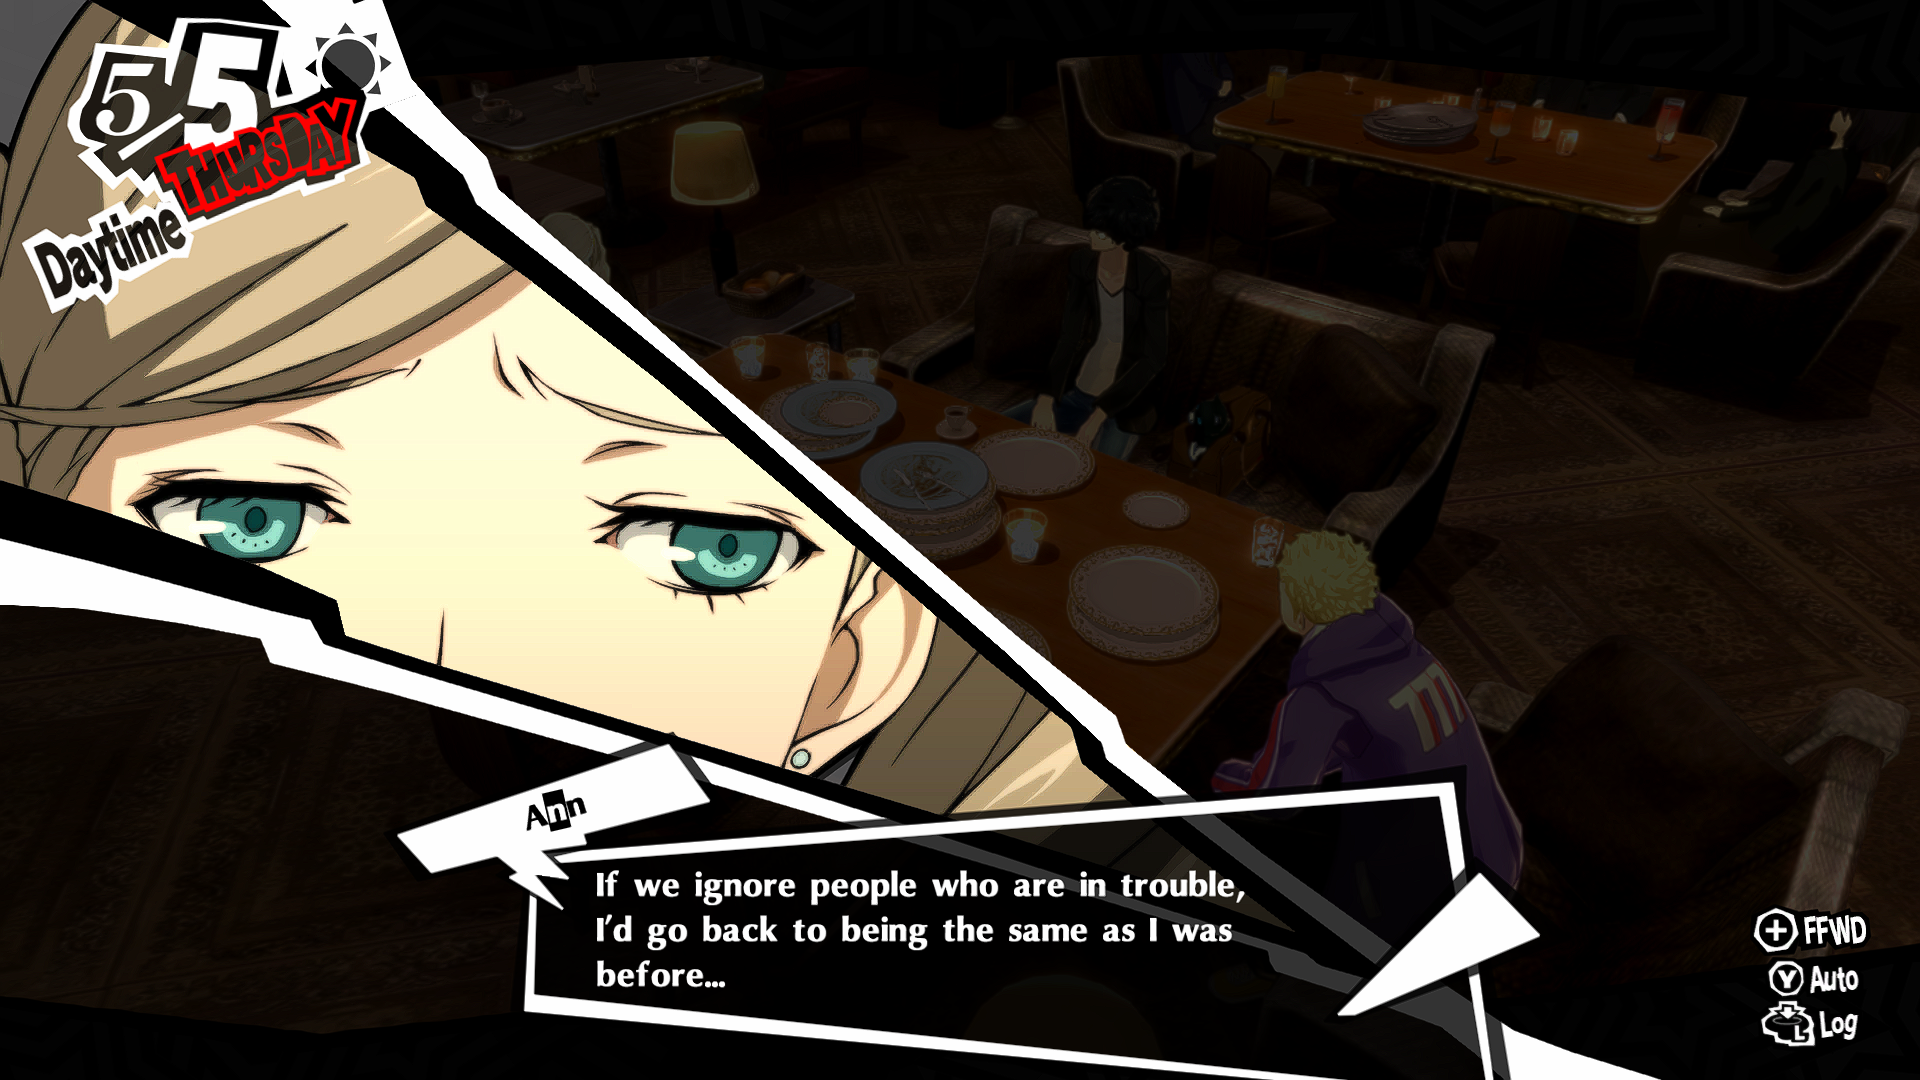 5/5
THURSDAY
Daytime
Ann
If we ignore people who are in trouble,
I'd go back to being the same as I was
before...
+ FFWD
Y Auto
L Log